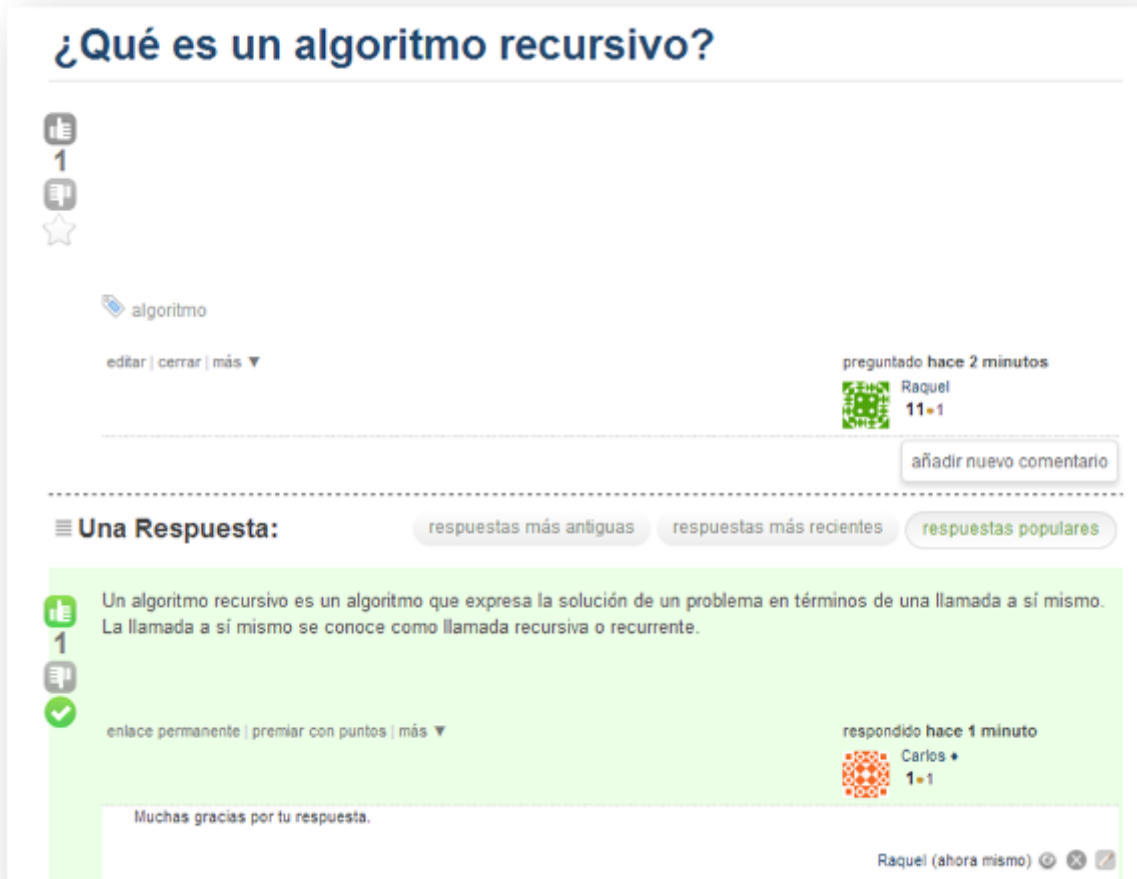 ¿Qué es un algoritmo recursivo?
1
algoritmo
editar | cerrar | más ▼
preguntado hace 2 minutos
Raquel
11●1
añadir nuevo comentario
Una Respuesta:
respuestas más antiguas
respuestas más recientes
respuestas populares
Un algoritmo recursivo es un algoritmo que expresa la solución de un problema en términos de una llamada a sí mismo.
La llamada a sí mismo se conoce como llamada recursiva o recurrente.
1
enlace permanente | premiar con puntos | más ▼
respondido hace 1 minuto
Carlos ♦
1●1
Muchas gracias por tu respuesta.
Raquel (ahora mismo)